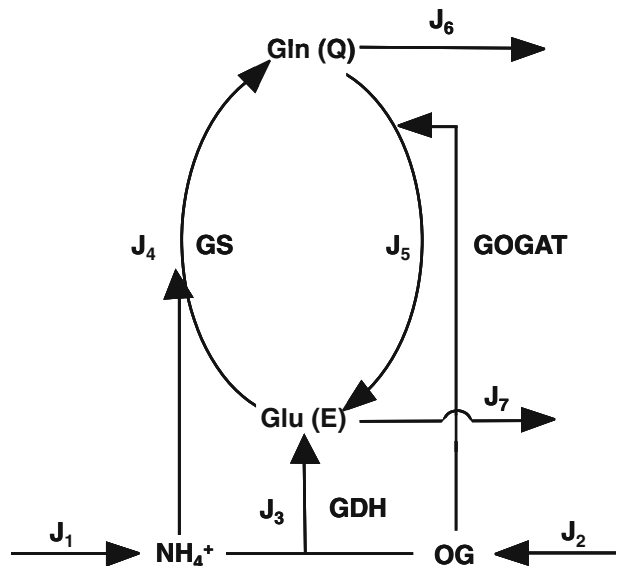 J₆
Gln (Q)
J₄ GS J₅ GOGAT
J₇
Glu (E)
J₃ GDH
J₁ J₂
NH₄⁺ OG